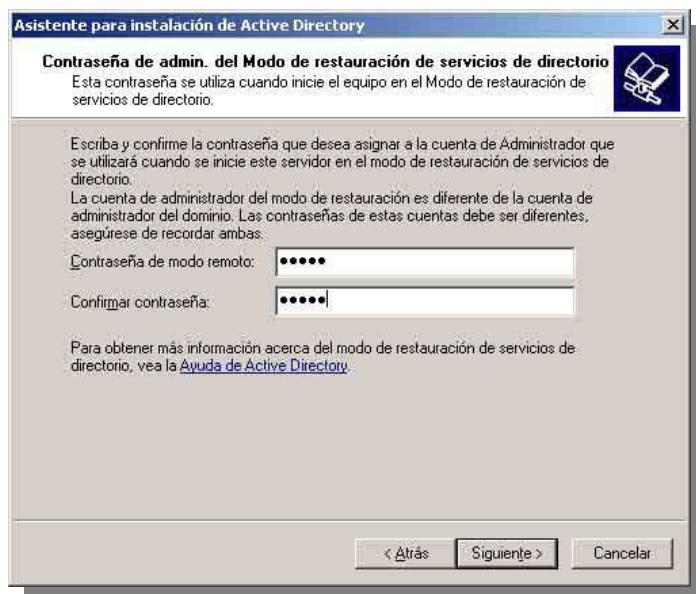 Asistente para instalación de Active Directory
Contraseña de admin. del Modo de restauración de servicios de directorio
Esta contraseña se utiliza cuando inicie el equipo en el Modo de restauración de
servicios de directorio.
Escriba y confirme la contraseña que desea asignar a la cuenta de Administrador que
se utilizará cuando se inicie este servidor en el modo de restauración de servicios de
directorio.
La cuenta de administrador del modo de restauración es diferente de la cuenta de
administrador del dominio. Las contraseñas de estas cuentas debe ser diferentes,
asegúrese de recordar ambas.
Contraseña de modo remoto: •••••
Confirmar contraseña: •••••
Para obtener más información acerca del modo de restauración de servicios de
directorio, vea la Ayuda de Active Directory.
< Atrás Siguiente > Cancelar